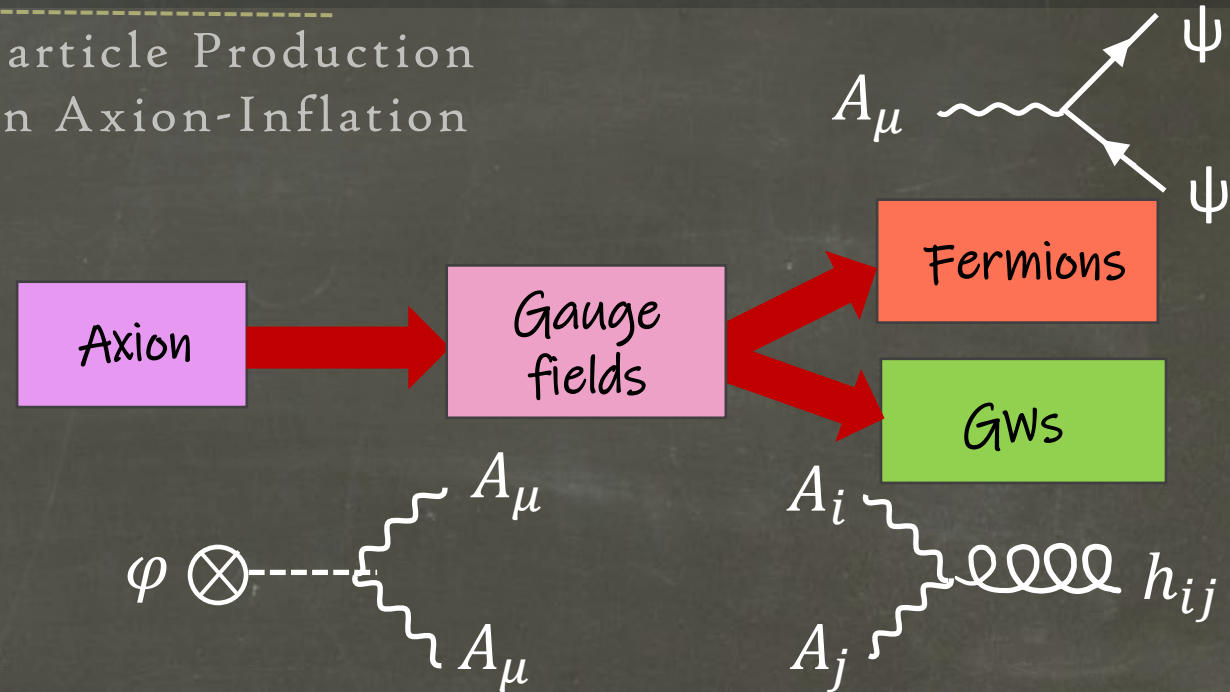 article Production
n Axion-Inflation
A_μ
ψ
ψ
Axion
Gauge
fields
Fermions
GWs
A_μ
φ
A_μ
A_i
h_ij
A_j